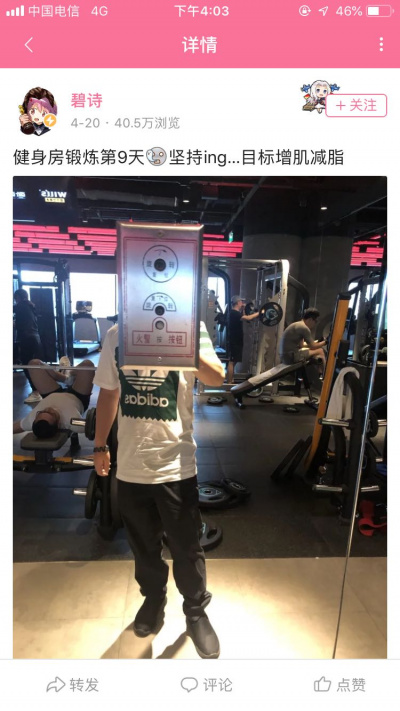 中国电信 4G 下午4:03 46%
详情
碧诗
4-20 · 40.5万浏览
+ 关注
健身房锻炼第9天坚持ing...目标增肌减脂
火警
按钮
adidas
转发 评论 点赞